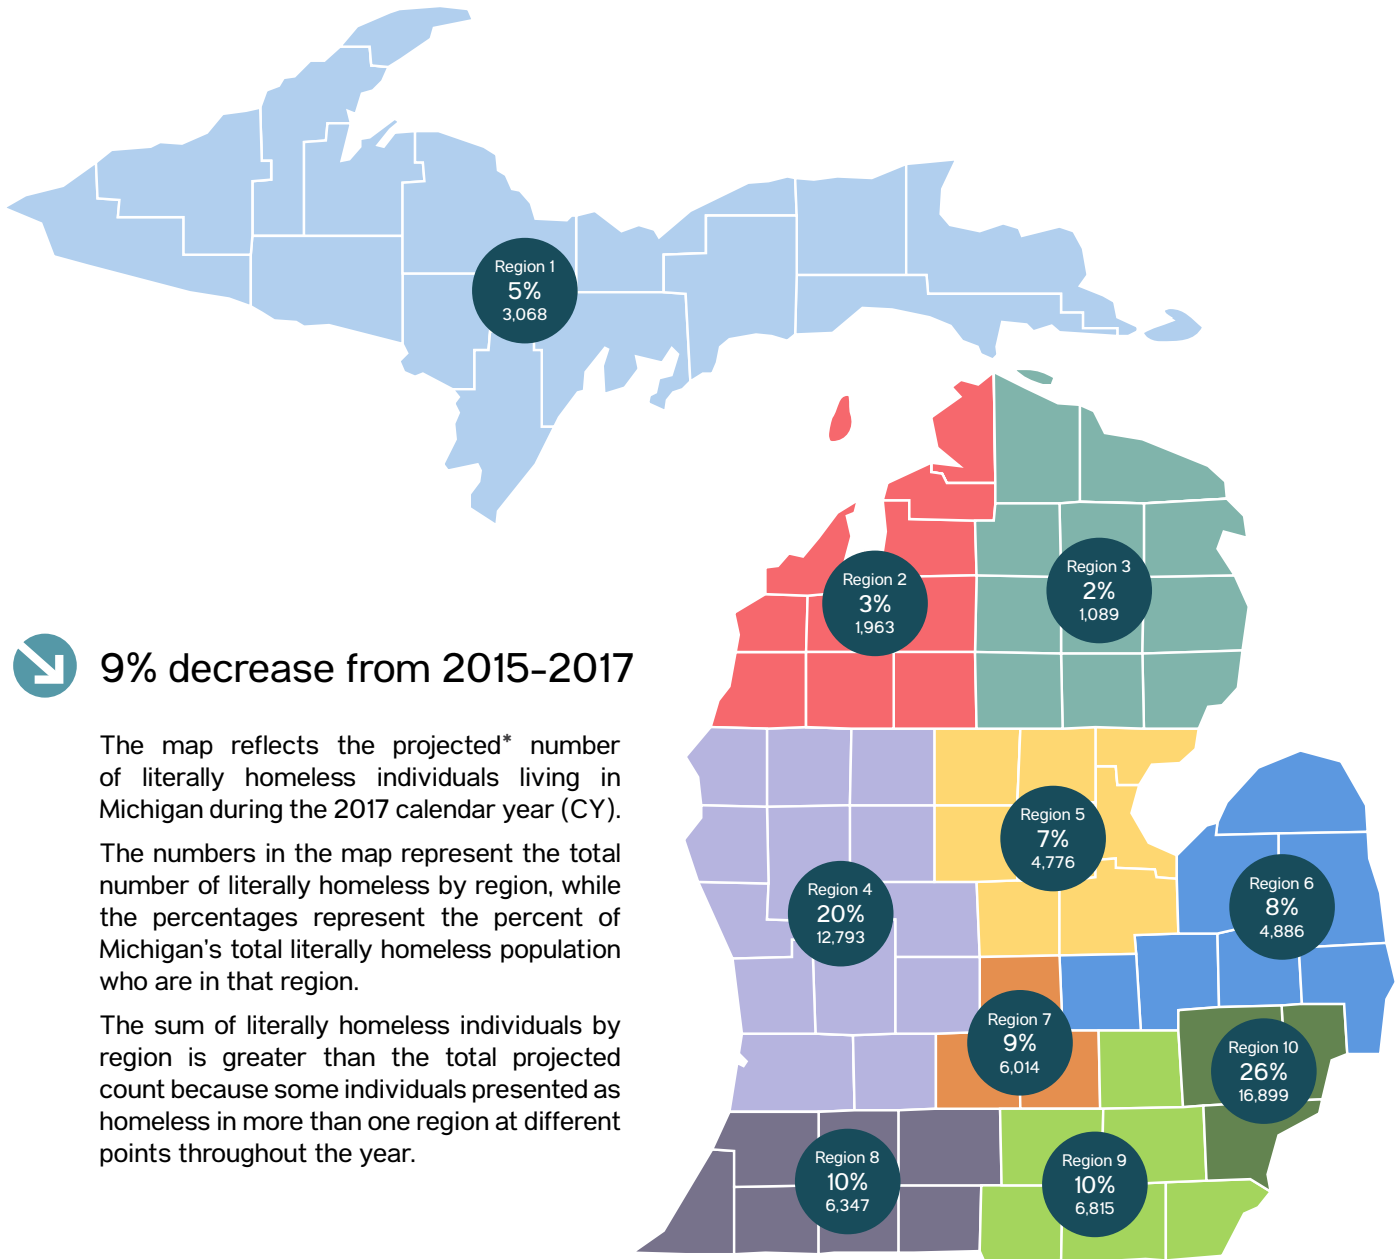 Region 1
5%
3,068
Region 2
3%
1,963
Region 3
2%
1,089
9% decrease from 2015-2017
The map reflects the projected* number
of literally homeless individuals living in
Michigan during the 2017 calendar year (CY).
The numbers in the map represent the total
number of literally homeless by region, while
the percentages represent the percent of
Michigan's total literally homeless population
who are in that region.
The sum of literally homeless individuals by
region is greater than the total projected
count because some individuals presented as
homeless in more than one region at different
points throughout the year.
Region 5
7%
4,776
Region 4
20%
12,793
Region 6
8%
4,886
Region 7
9%
6,014
Region 10
26%
16,899
Region 8
10%
6,347
Region 9
10%
6,815